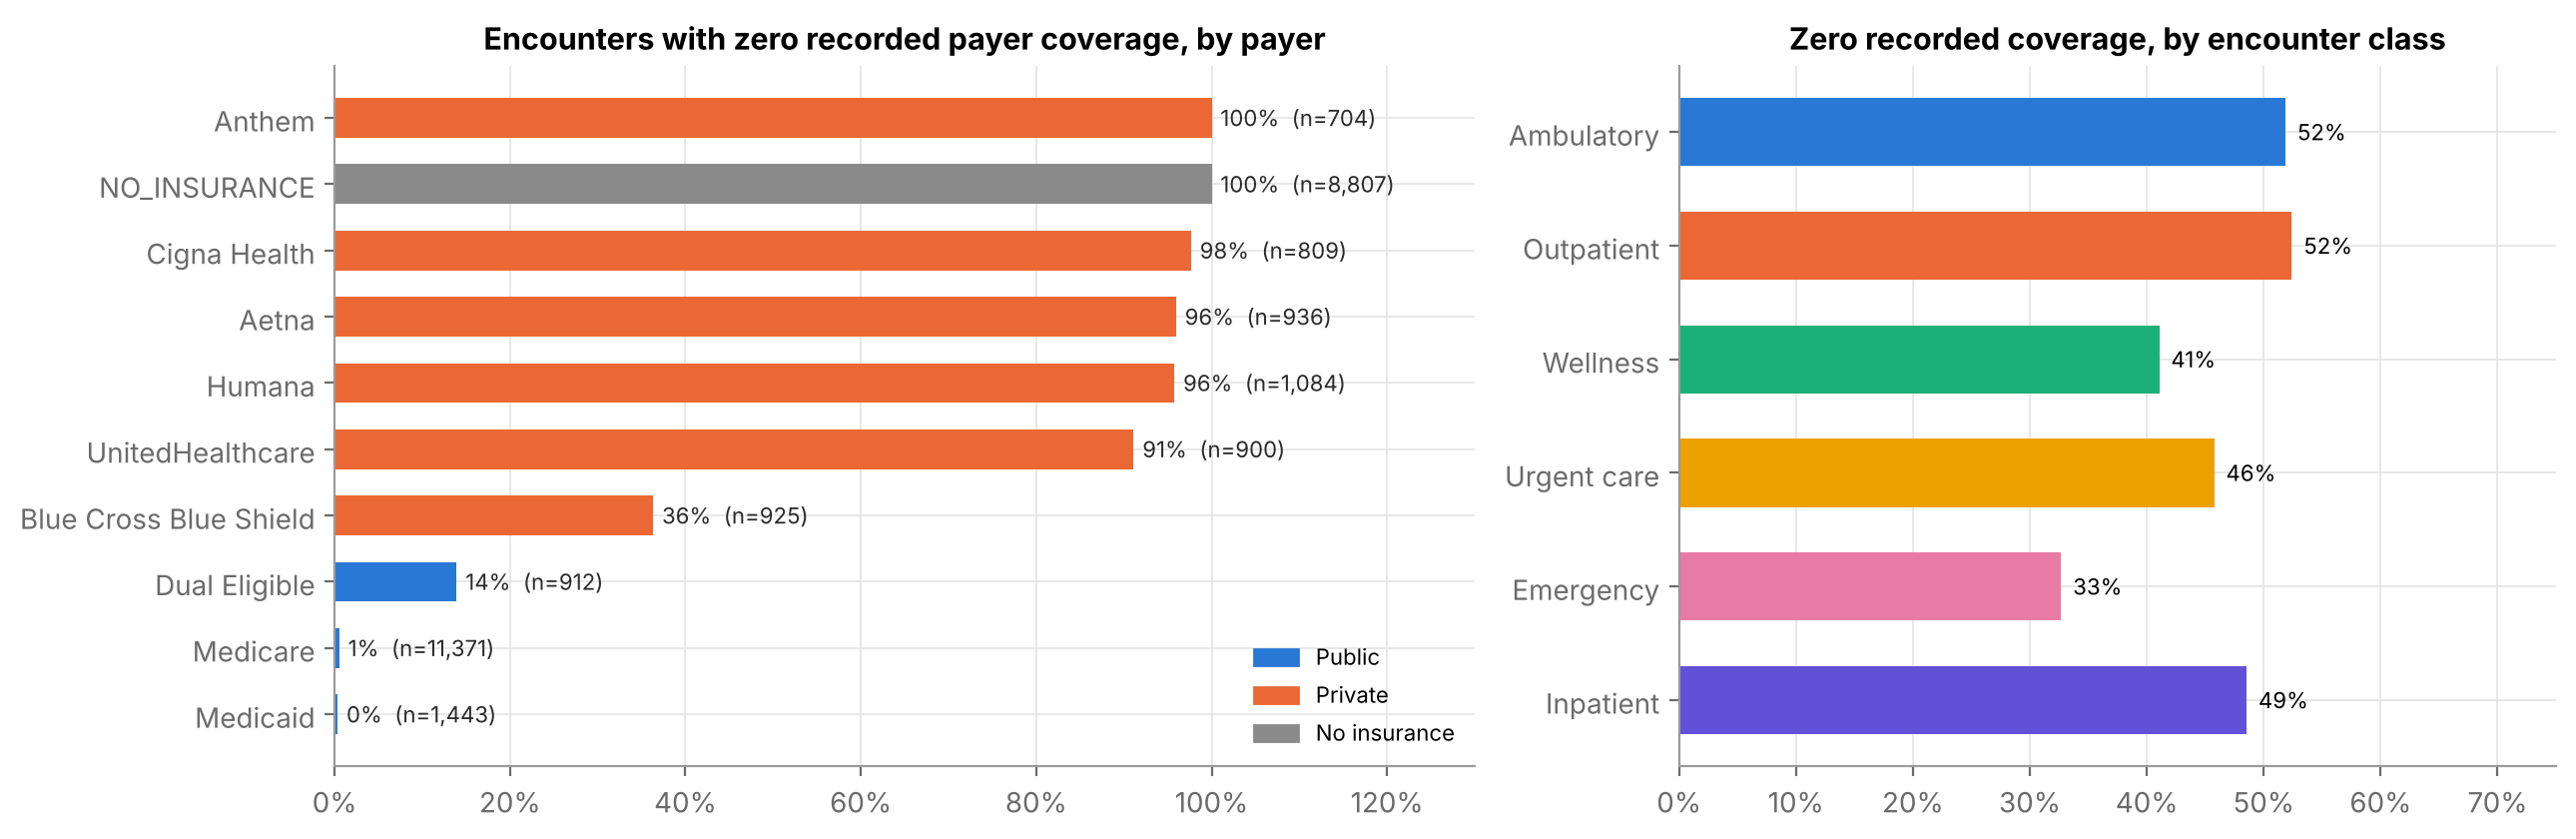 Encounters with zero recorded payer coverage, by payer
Anthem
100% (n=704)
NO_INSURANCE
100% (n=8,807)
Cigna Health
98% (n=809)
Aetna
96% (n=936)
Humana
96% (n=1,084)
UnitedHealthcare
91% (n=900)
Blue Cross Blue Shield
36% (n=925)
Dual Eligible
14% (n=912)
Medicare
1% (n=11,371)
Medicaid
0% (n=1,443)
Public
Private
No insurance
0% 20% 40% 60% 80% 100% 120%
Zero recorded coverage, by encounter class
Ambulatory
52%
Outpatient
52%
Wellness
41%
Urgent care
46%
Emergency
33%
Inpatient
49%
0% 10% 20% 30% 40% 50% 60% 70%